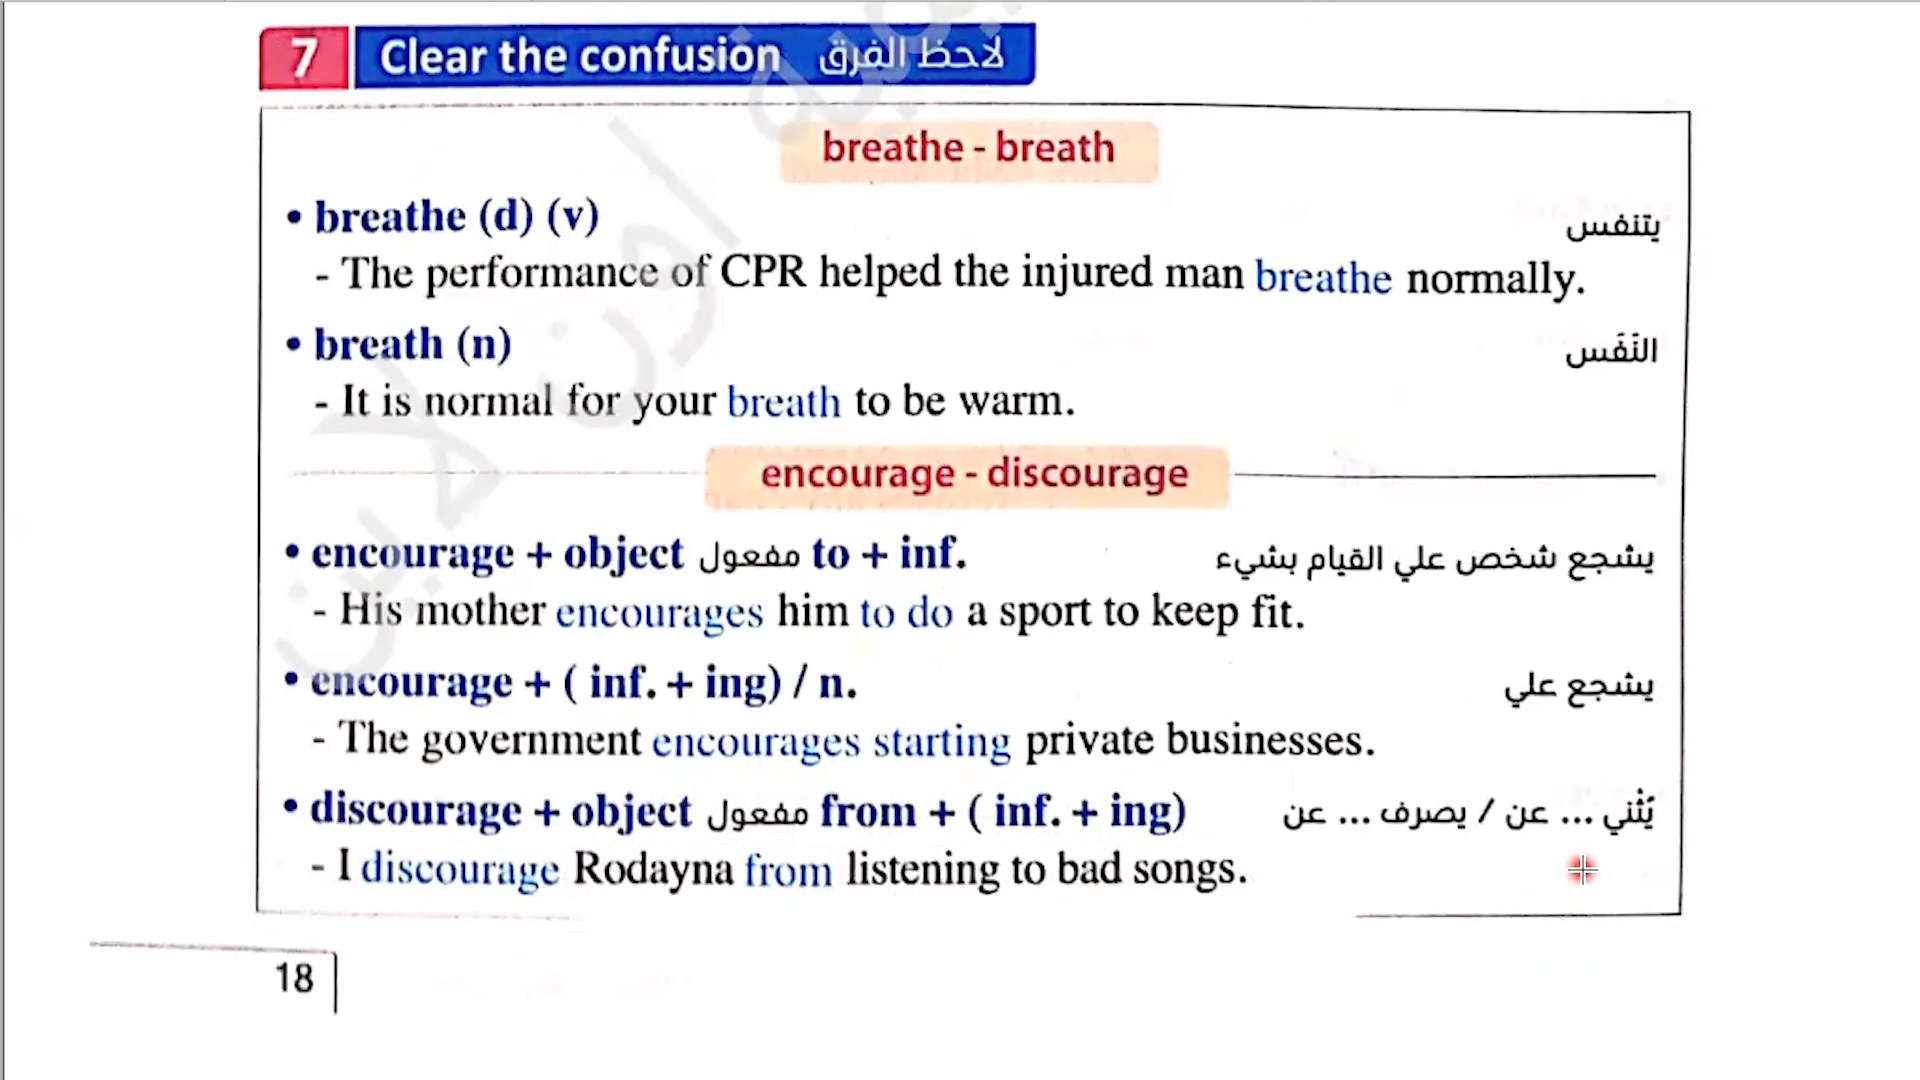 7 Clear the confusion لاحظ الفرق
breathe - breath
• breathe (d) (v) يتنفس
- The performance of CPR helped the injured man breathe normally.
• breath (n) النَفَس
- It is normal for your breath to be warm.
encourage - discourage
• encourage + object مفعول to + inf. يشجع شخص علي القيام بشيء
- His mother encourages him to do a sport to keep fit.
• encourage + ( inf. + ing) / n. يشجع علي
- The government encourages starting private businesses.
• discourage + object مفعول from + ( inf. + ing) يُثْني ... عن / يصرف ... عن
- I discourage Rodayna from listening to bad songs.
18